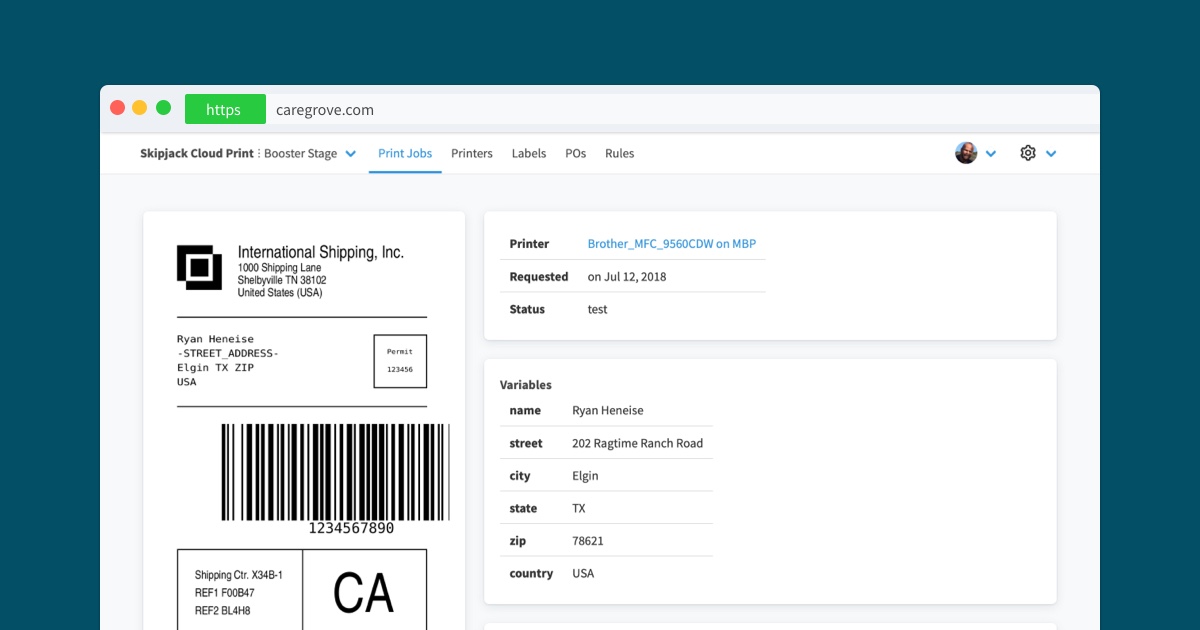 https caregrove.com
Skipjack Cloud Print : Booster Stage Print Jobs Printers Labels POs Rules
International Shipping, Inc.
1000 Shipping Lane
Shelbyville TN 38102
United States (USA)
Ryan Heneise
-STREET_ADDRESS-
Elgin TX ZIP
USA
Permit
123456
1234567890
Shipping Ctr. X34B-1
REF1 F00B47
REF2 BL4H8
CA
Printer Brother_MFC_9560CDW on MBP
Requested on Jul 12, 2018
Status test
Variables
name Ryan Heneise
street 202 Ragtime Ranch Road
city Elgin
state TX
zip 78621
country USA